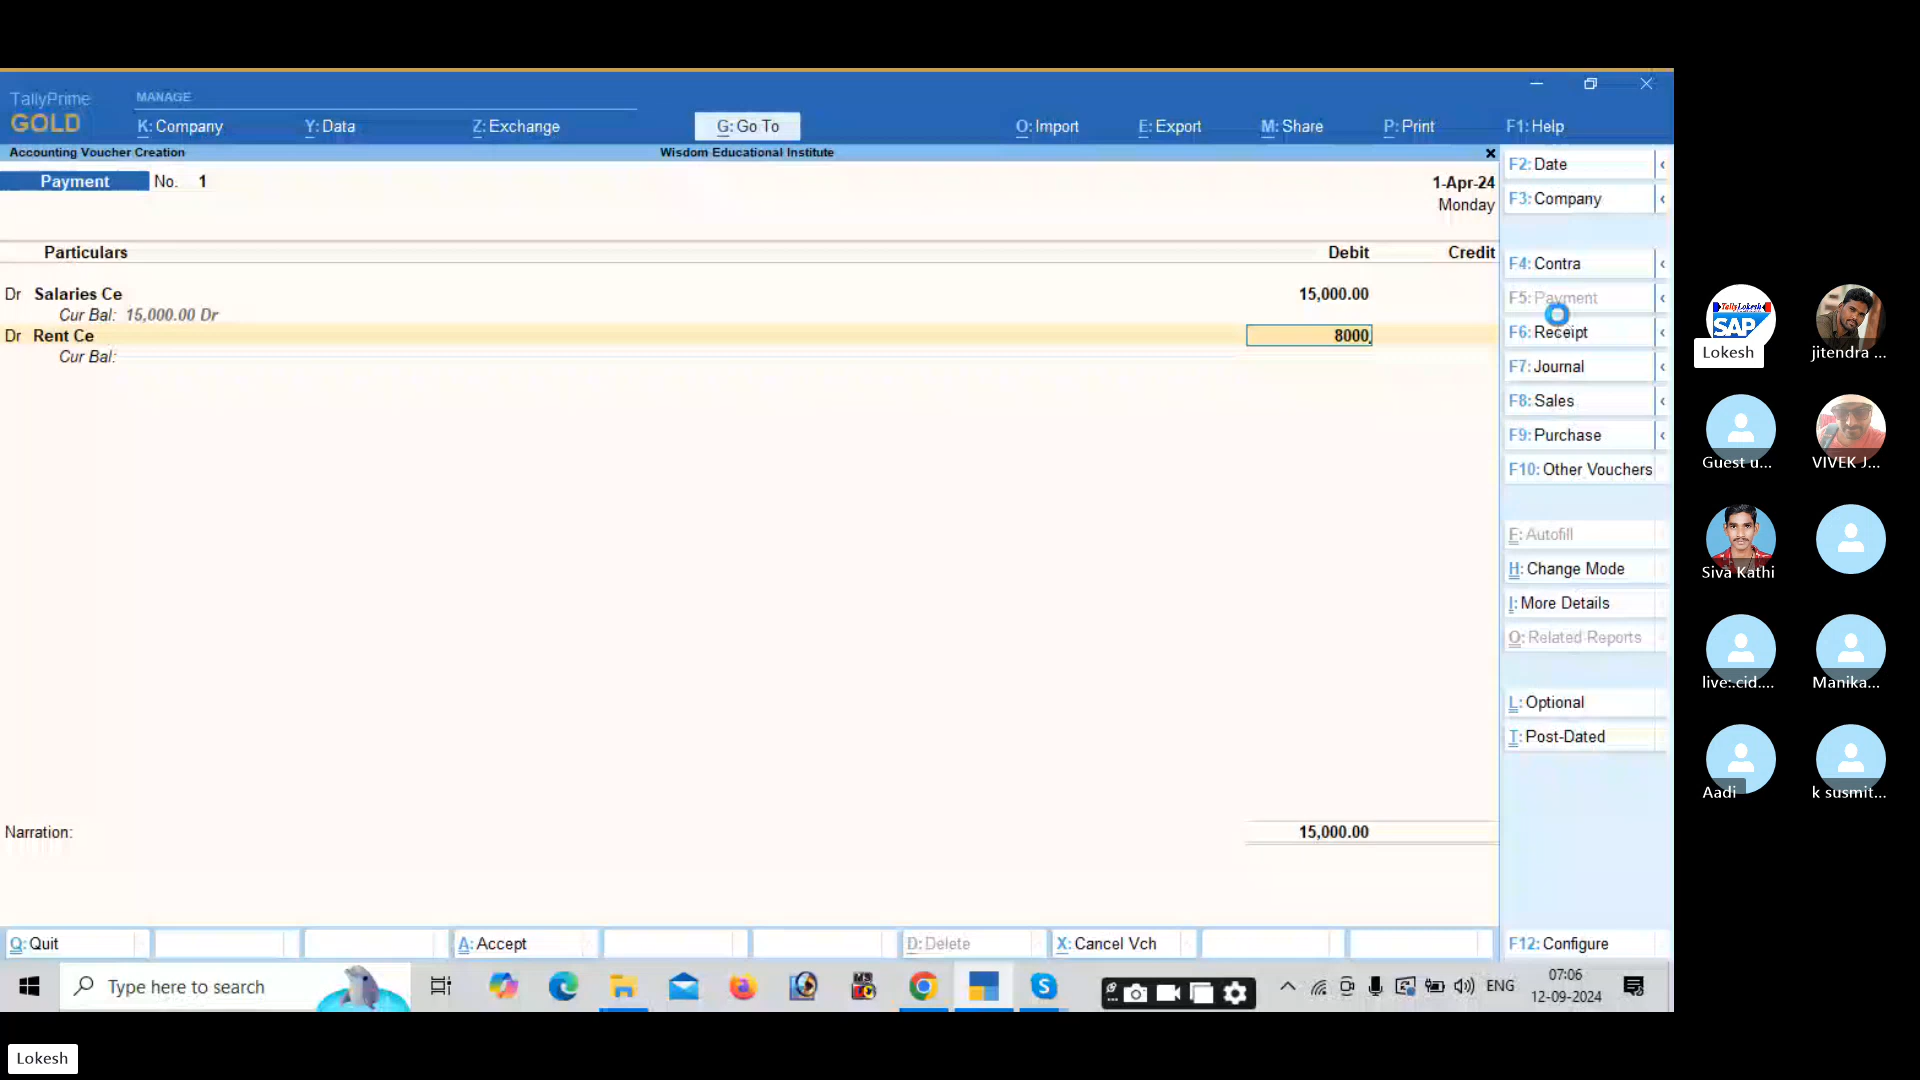 TallyPrime
GOLD
MANAGE
K: Company
Y: Data
Z: Exchange
G: Go To
O: Import
E: Export
M: Share
P: Print
F1: Help
Accounting Voucher Creation
Wisdom Educational Institute
Payment
No. 1
1-Apr-24
Monday
Particulars
Debit
Credit
Dr Salaries Ce 15,000.00
Cur Bal: 15,000.00 Dr
Dr Rent Ce 8000
Cur Bal:
Narration:
15,000.00
F2: Date
F3: Company
F4: Contra
F5: Payment
F6: Receipt
F7: Journal
F8: Sales
F9: Purchase
F10: Other Vouchers
F: Autofill
H: Change Mode
I: More Details
O: Related Reports
L: Optional
T: Post-Dated
F12: Configure
Q: Quit
A: Accept
D: Delete
X: Cancel Vch
Type here to search
ENG
07:06
12-09-2024
TallyLokesh
SAP
Lokesh
jitendra ...
Guest u...
VIVEK J...
Siva Kathi
live:.cid....
Manika...
Aadi
k susmit...
Lokesh